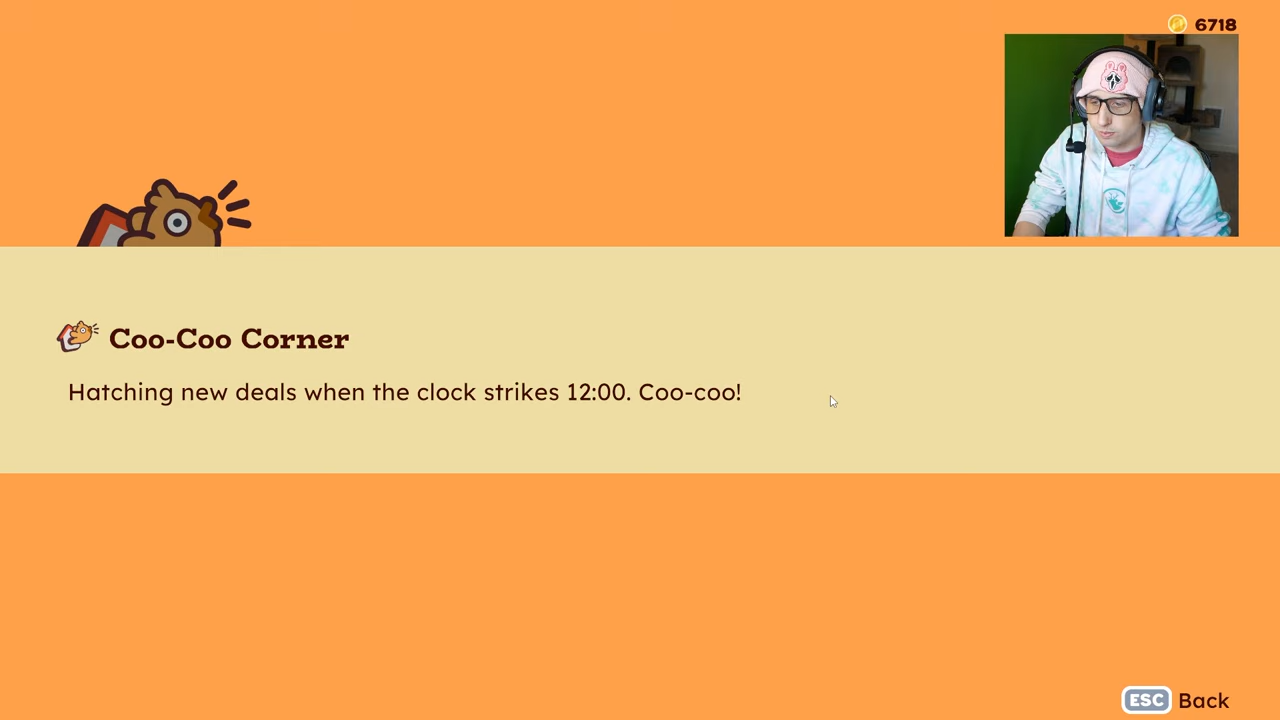 6718
Coo-Coo Corner
Hatching new deals when the clock strikes 12:00. Coo-coo!
ESC Back